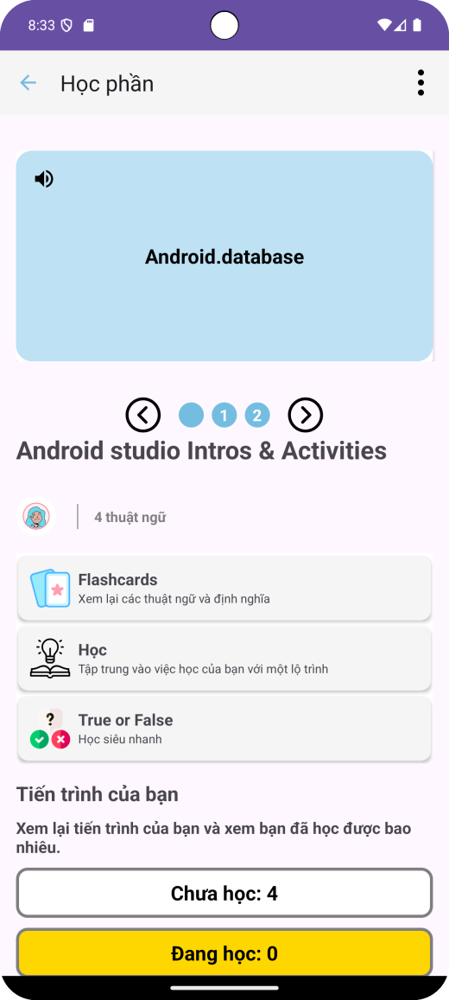 8:33
Học phần
Android.database
1 2
Android studio Intros & Activities
4 thuật ngữ
Flashcards
Xem lại các thuật ngữ và định nghĩa
Học
Tập trung vào việc học của bạn với một lộ trình
?
True or False
Học siêu nhanh
Tiến trình của bạn
Xem lại tiến trình của bạn và xem bạn đã học được bao
nhiêu.
Chưa học: 4
Đang học: 0